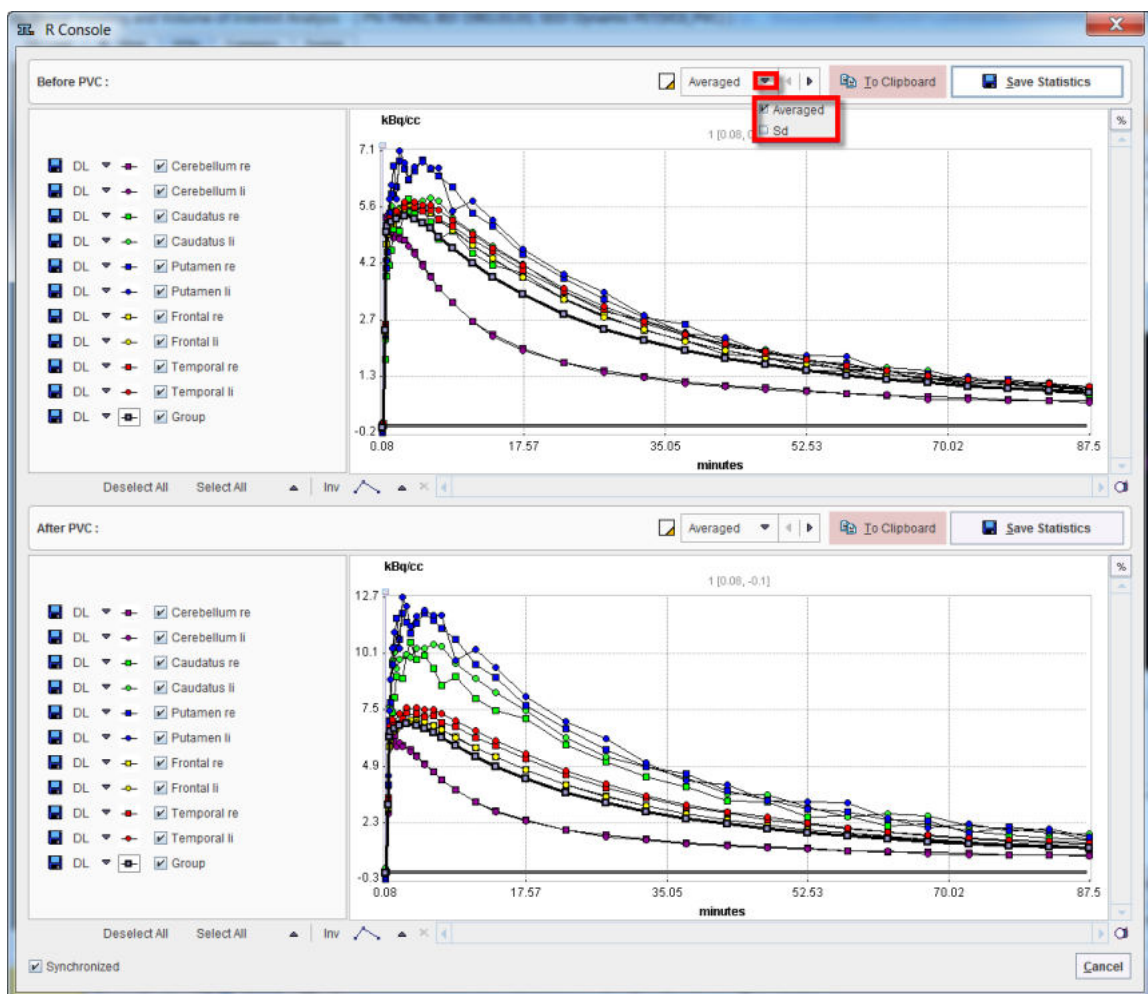 R Console
Before PVC :
Averaged
To Clipboard
Save Statistics
Averaged
Sd
kBq/cc
%
1 [0.08, 
7.1
5.6
4.2
2.7
1.3
-0.2
0.08 17.57 35.05 52.53 70.02 87.5
minutes
DL Cerebellum re
DL Cerebellum li
DL Caudatus re
DL Caudatus li
DL Putamen re
DL Putamen li
DL Frontal re
DL Frontal li
DL Temporal re
DL Temporal li
DL Group
Deselect All Select All Inv
After PVC :
Averaged
To Clipboard
Save Statistics
kBq/cc
%
1 [0.08, -0.1]
12.7
10.1
7.5
4.9
2.3
-0.3
0.08 17.57 35.05 52.53 70.02 87.5
minutes
DL Cerebellum re
DL Cerebellum li
DL Caudatus re
DL Caudatus li
DL Putamen re
DL Putamen li
DL Frontal re
DL Frontal li
DL Temporal re
DL Temporal li
DL Group
Deselect All Select All Inv
Synchronized
Cancel